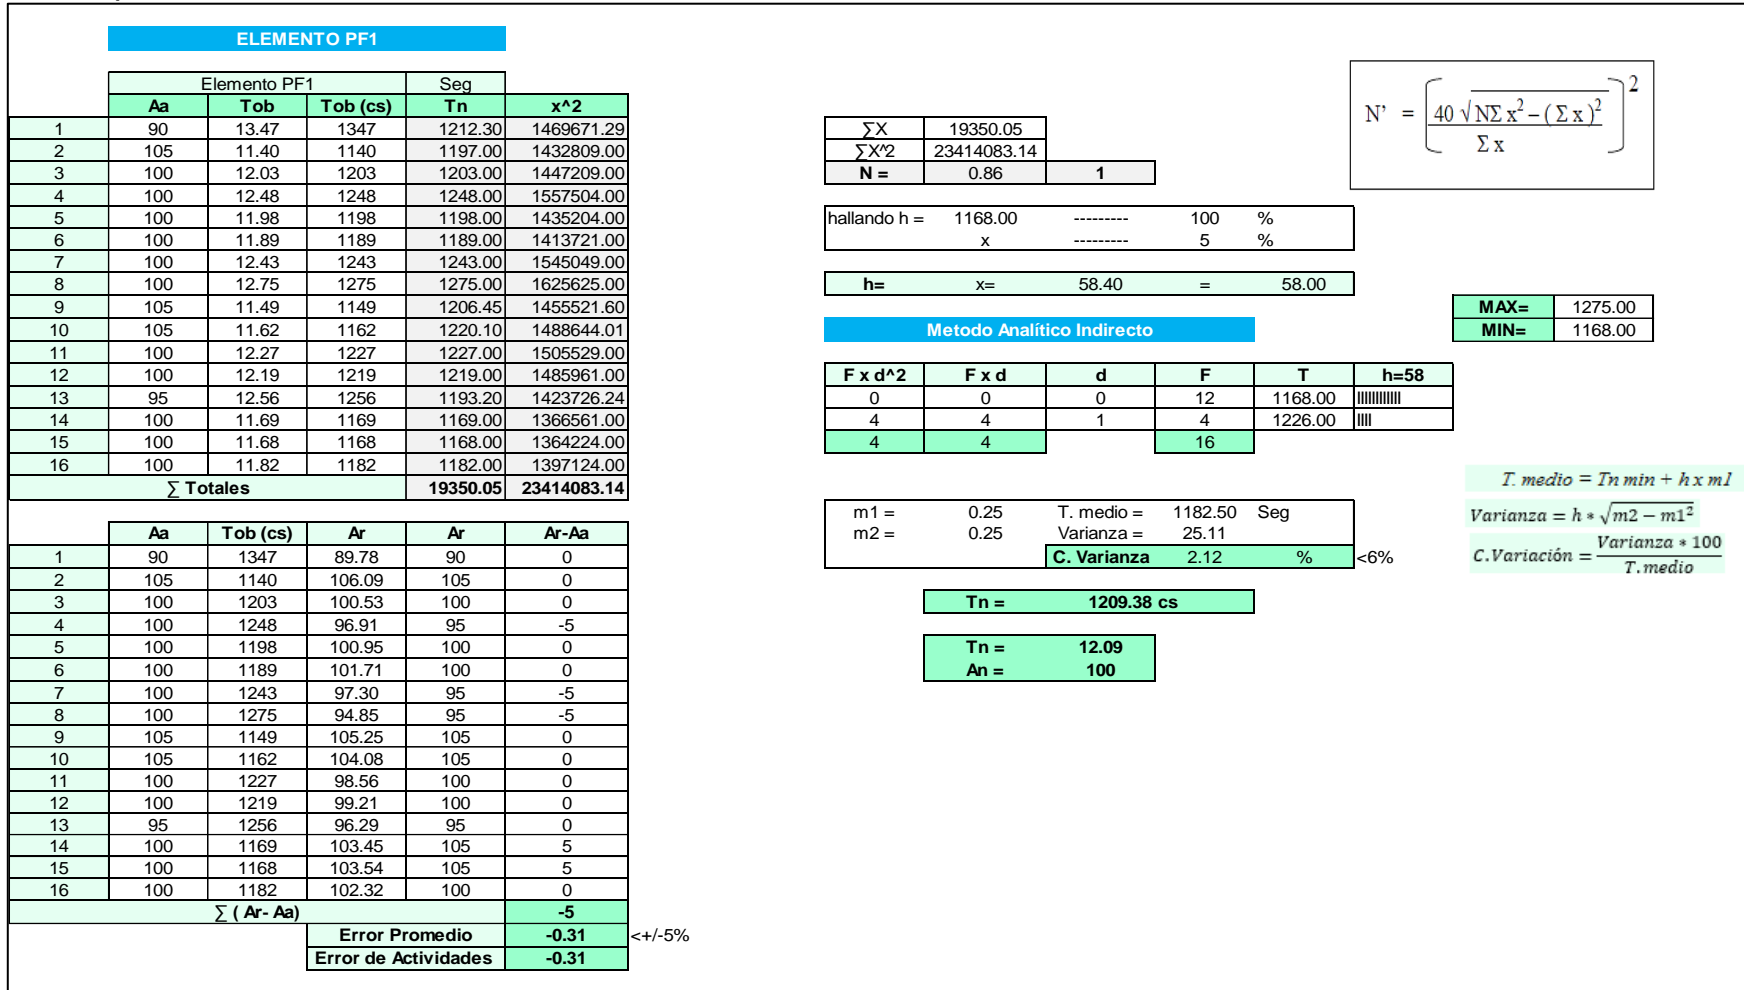 ELEMENTO PF1
Elemento PF1 Seg
Aa Tob Tob (cs) Tn x^2
1 90 13.47 1347 1212.30 1469671.29
2 105 11.40 1140 1197.00 1432809.00
3 100 12.03 1203 1203.00 1447209.00
4 100 12.48 1248 1248.00 1557504.00
5 100 11.98 1198 1198.00 1435204.00
6 100 11.89 1189 1189.00 1413721.00
7 100 12.43 1243 1243.00 1545049.00
8 100 12.75 1275 1275.00 1625625.00
9 105 11.49 1149 1206.45 1455521.60
10 105 11.62 1162 1220.10 1488644.01
11 100 12.27 1227 1227.00 1505529.00
12 100 12.19 1219 1219.00 1485961.00
13 95 12.56 1256 1193.20 1423726.24
14 100 11.69 1169 1169.00 1366561.00
15 100 11.68 1168 1168.00 1364224.00
16 100 11.82 1182 1182.00 1397124.00
∑ Totales 19350.05 23414083.14
Aa Tob (cs) Ar Ar Ar-Aa
1 90 1347 89.78 90 0
2 105 1140 106.09 105 0
3 100 1203 100.53 100 0
4 100 1248 96.91 95 -5
5 100 1198 100.95 100 0
6 100 1189 101.71 100 0
7 100 1243 97.30 95 -5
8 100 1275 94.85 95 -5
9 105 1149 105.25 105 0
10 105 1162 104.08 105 0
11 100 1227 98.56 100 0
12 100 1219 99.21 100 0
13 95 1256 96.29 95 0
14 100 1169 103.45 105 5
15 100 1168 103.54 105 5
16 100 1182 102.32 100 0
∑ ( Ar- Aa) -5
Error Promedio -0.31 <+/-5%
Error de Actividades -0.31
∑X 19350.05
∑X^2 23414083.14
N = 0.86 1
hallando h = 1168.00 --------- 100 %
x --------- 5 %
h= x= 58.40 = 58.00
Metodo Analítico Indirecto
F x d^2 F x d d F T h=58
0 0 0 12 1168.00 IIIIIIIIIIII
4 4 1 4 1226.00 IIII
4 4 16
m1 = 0.25 T. medio = 1182.50 Seg
m2 = 0.25 Varianza = 25.11
C. Varianza 2.12 % <6%
Tn = 1209.38 cs
Tn = 12.09
An = 100
N' = [ 40 √ NΣ x² – ( Σ x )² / Σ x ] ²
MAX= 1275.00
MIN= 1168.00
T. medio = Tn min + h x m1
Varianza = h * √m2 − m1²
C.Variación = Varianza * 100 / T.medio